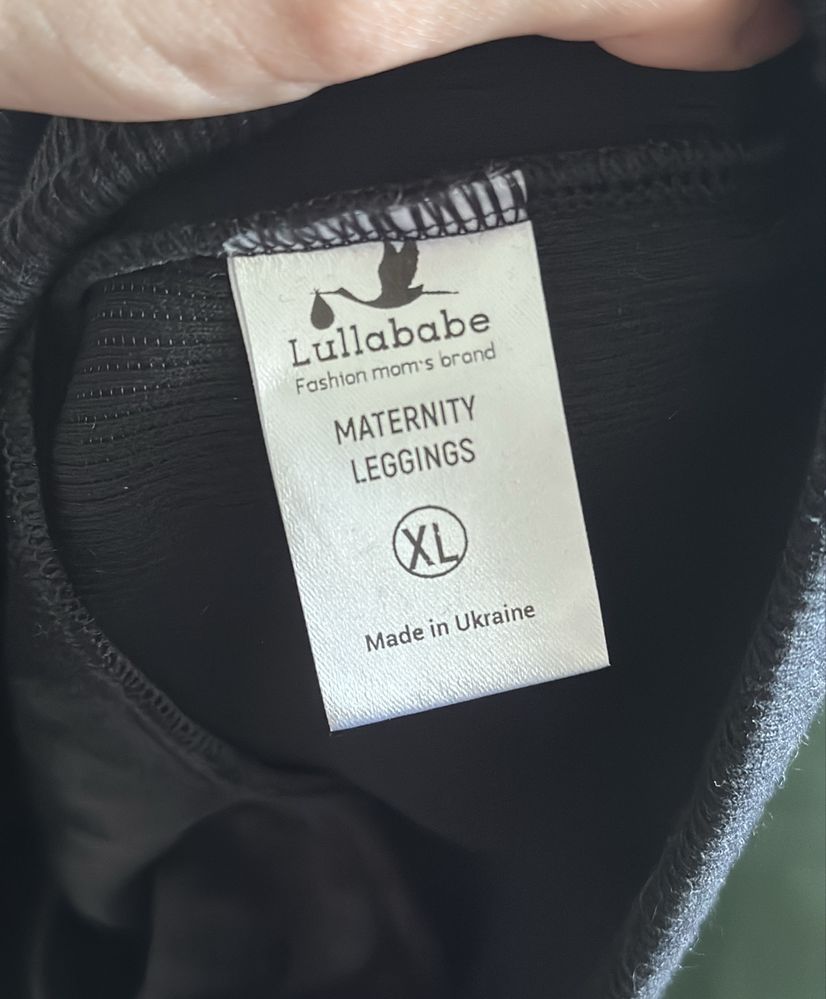 Lullababe
Fashion mom's brand
MATERNITY
LEGGINGS
XL
Made in Ukraine